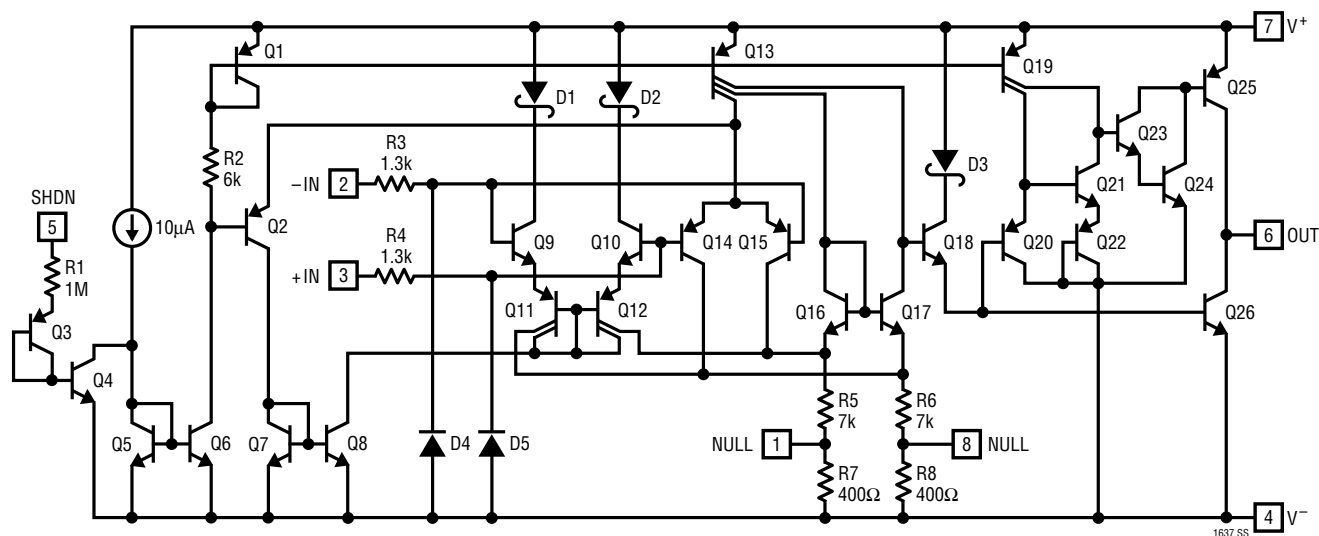 7 V+
Q1
Q13
Q19
Q25
D1
D2
Q23
R3
1.3k
R2
6k
D3
–IN 2
Q21
Q24
SHDN
5
10µA
Q2
Q9
Q10
Q14
Q15
Q18
Q20
Q22
6 OUT
R4
1.3k
+IN 3
R1
1M
Q11
Q12
Q16
Q17
Q26
Q3
Q4
R5
7k
R6
7k
Q5
Q6
Q7
Q8
D4
D5
NULL 1
8 NULL
R7
400Ω
R8
400Ω
4 V–
1637 SS